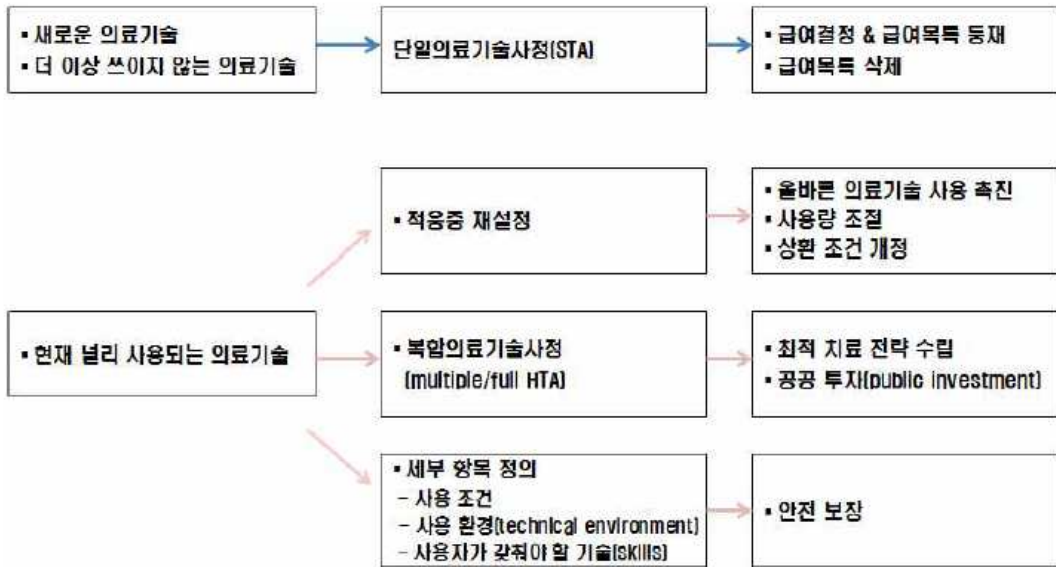 ▪ 새로운 의료기술
▪ 더 이상 쓰이지 않는 의료기술
단일의료기술사정(STA)
▪ 급여결정 & 급여목록 등재
▪ 급여목록 삭제
▪ 현재 널리 사용되는 의료기술
▪ 적응중 재설정
▪ 올바른 의료기술 사용 촉진
▪ 사용량 조절
▪ 상환 조건 개정
▪ 복합의료기술사정
(multiple/full HTA)
▪ 최적 치료 전략 수립
▪ 공공 투자(public investment)
▪ 세부 항목 정의
– 사용 조건
– 사용 환경(technical environment)
– 사용자가 갖춰야 할 기술(skills)
▪ 안전 보장